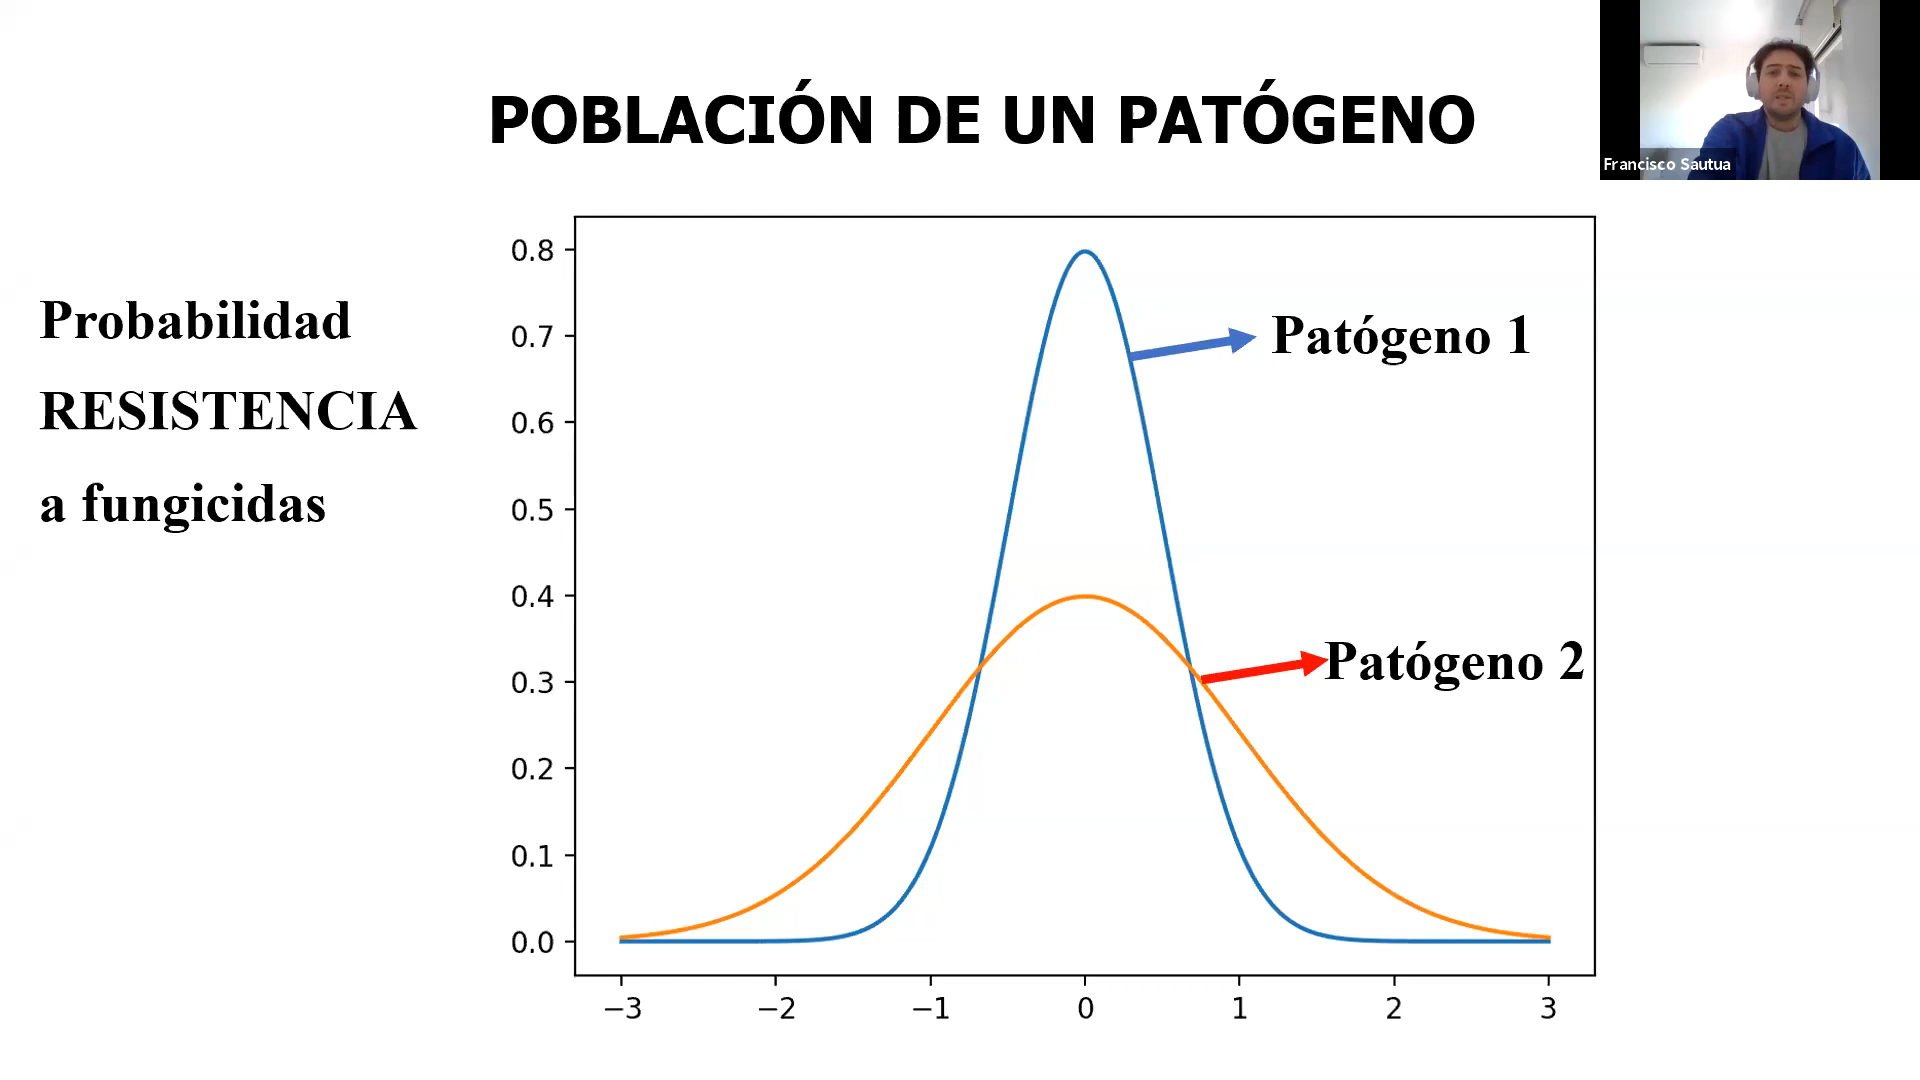 POBLACIÓN DE UN PATÓGENO
Francisco Sautua
Probabilidad
RESISTENCIA
a fungicidas
0.8
0.7
0.6
0.5
0.4
0.3
0.2
0.1
0.0
Patógeno 1
Patógeno 2
−3 −2 −1 0 1 2 3